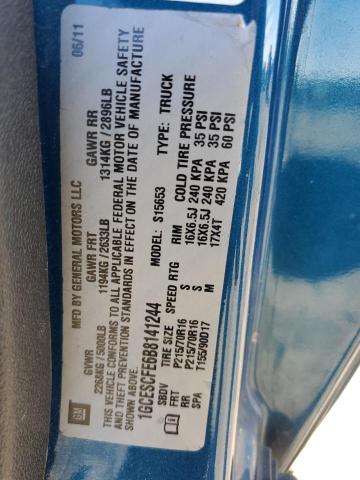 GM
MFD BY GENERAL MOTORS LLC
06/11
GVWR GAWR FRT GAWR RR
2268KG/5000LB 1194KG/2633LB 1314KG/2896LB
THIS VEHICLE CONFORMS TO ALL APPLICABLE FEDERAL MOTOR VEHICLE SAFETY
AND THEFT PREVENTION STANDARDS IN EFFECT ON THE DATE OF MANUFACTURE
SHOWN ABOVE.
1GCESCFE6B8141244 MODEL: S15653 TYPE: TRUCK
SBDV TIRE SIZE SPEED RTG RIM COLD TIRE PRESSURE
FRT P215/70R16 S 16X6.5J 240 KPA 35 PSI
RR P215/70R16 S 16X6.5J 240 KPA 35 PSI
SPA T155/90D17 M 17X4T 420 KPA 60 PSI